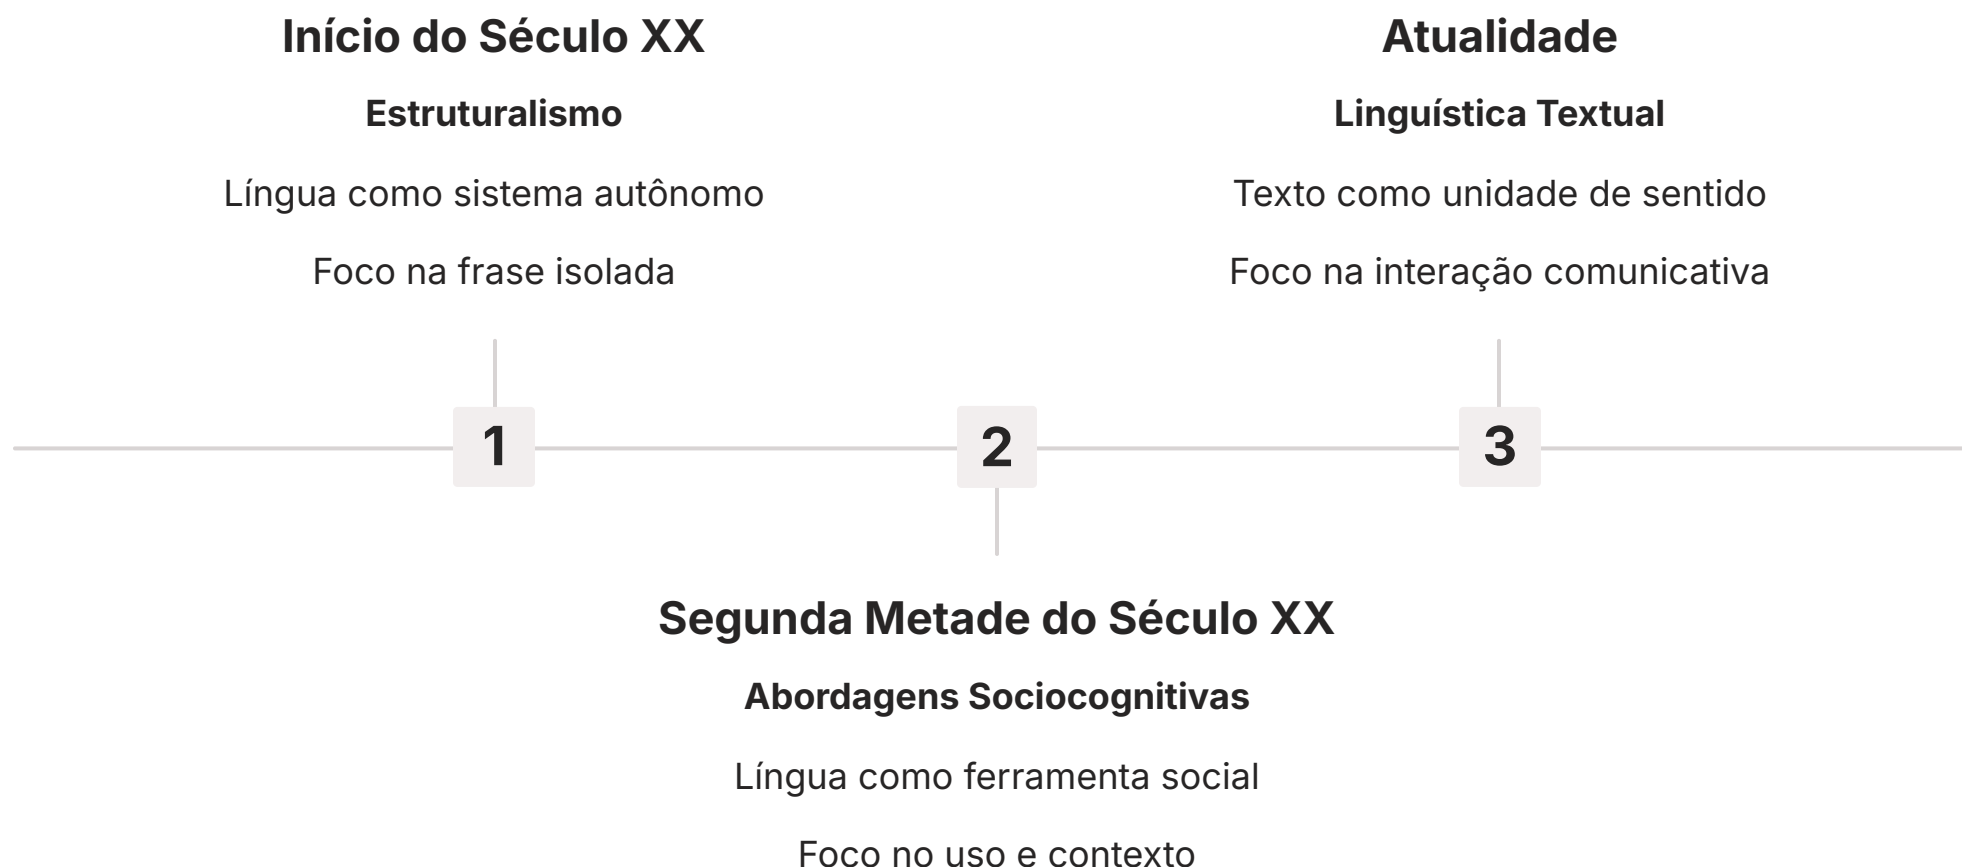 Início do Século XX
Estruturalismo
Língua como sistema autônomo
Foco na frase isolada
Atualidade
Linguística Textual
Texto como unidade de sentido
Foco na interação comunicativa
1
2
3
Segunda Metade do Século XX
Abordagens Sociocognitivas
Língua como ferramenta social
Foco no uso e contexto